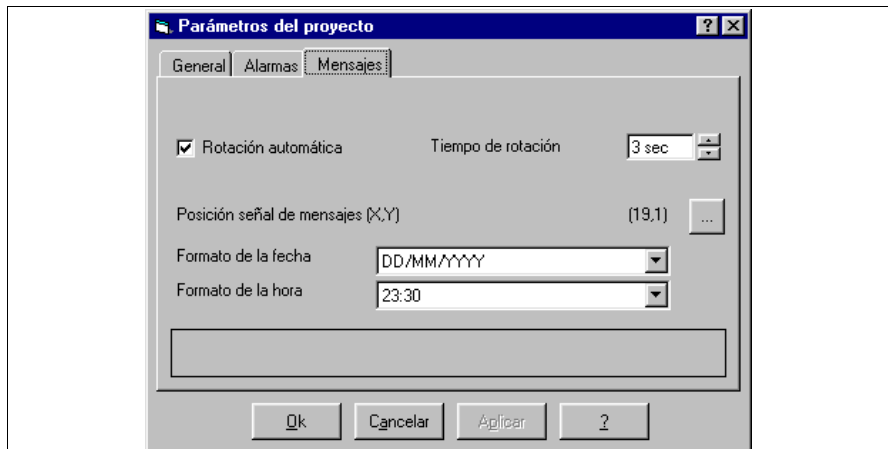 Parámetros del proyecto
General Alarmas Mensajes
Rotación automática Tiempo de rotación 3 sec
Posición señal de mensajes (X,Y) (19,1) ...
Formato de la fecha DD/MM/YYYY
Formato de la hora 23:30
Ok Cancelar Aplicar ?